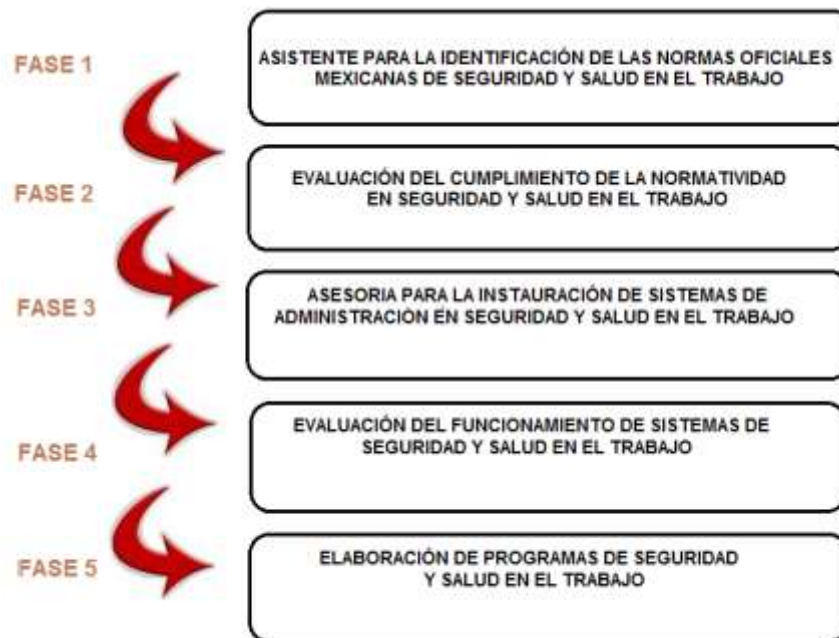 FASE 1
ASISTENTE PARA LA IDENTIFICACIÓN DE LAS NORMAS OFICIALES
MEXICANAS DE SEGURIDAD Y SALUD EN EL TRABAJO
FASE 2
EVALUACIÓN DEL CUMPLIMIENTO DE LA NORMATIVIDAD
EN SEGURIDAD Y SALUD EN EL TRABAJO
FASE 3
ASESORIA PARA LA INSTAURACIÓN DE SISTEMAS DE
ADMINISTRACIÓN EN SEGURIDAD Y SALUD EN EL TRABAJO
FASE 4
EVALUACIÓN DEL FUNCIONAMIENTO DE SISTEMAS DE
SEGURIDAD Y SALUD EN EL TRABAJO
FASE 5
ELABORACIÓN DE PROGRAMAS DE SEGURIDAD
Y SALUD EN EL TRABAJO